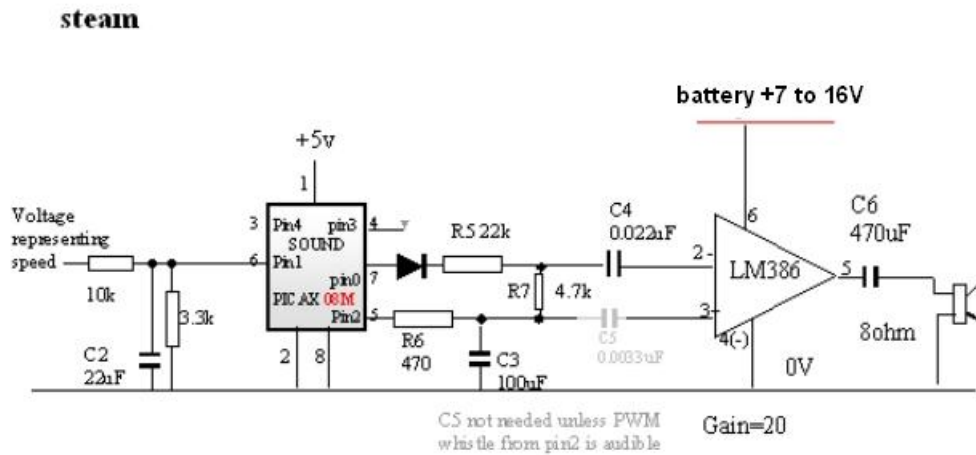 steam
battery +7 to 16V
+5v
1
Voltage
representing
speed
10k
3.3k
C2
22uF
3
6
Pin4
pin3
SOUND
Pin1
pin0
PICAX 08M
Pin2
4
7
5
2
8
R5 22k
R6
470
R7
4.7k
C3
100uF
C4
0.022uF
C5
0.0033uF
2-
3
6
LM386
5
4(-)
0V
C6
470uF
8ohm
C5 not needed unless PWM
whistle from pin2 is audible
Gain=20